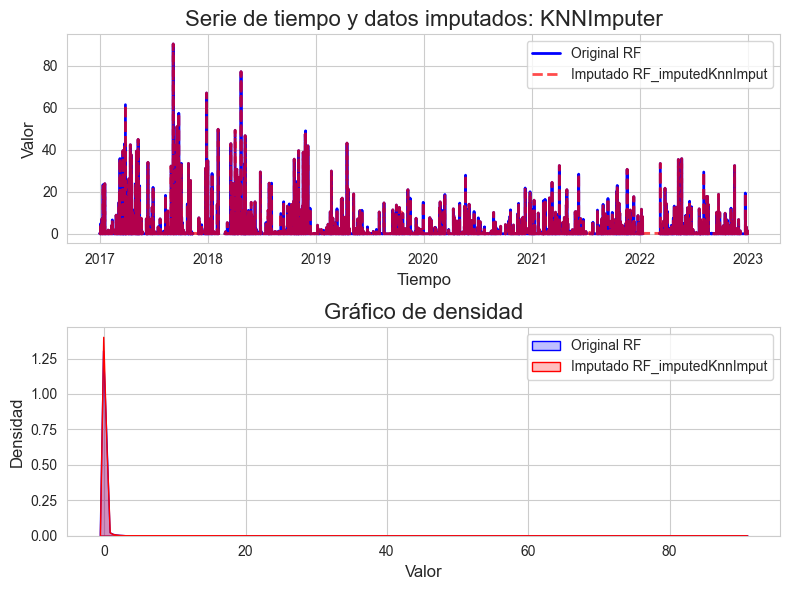 Serie de tiempo y datos imputados: KNNImputer
Original RF
Imputado RF_imputedKnnImput
Valor
80
60
40
20
0
2017 2018 2019 2020 2021 2022 2023
Tiempo
Gráfico de densidad
Original RF
Imputado RF_imputedKnnImput
Densidad
1.25
1.00
0.75
0.50
0.25
0.00
0 20 40 60 80
Valor